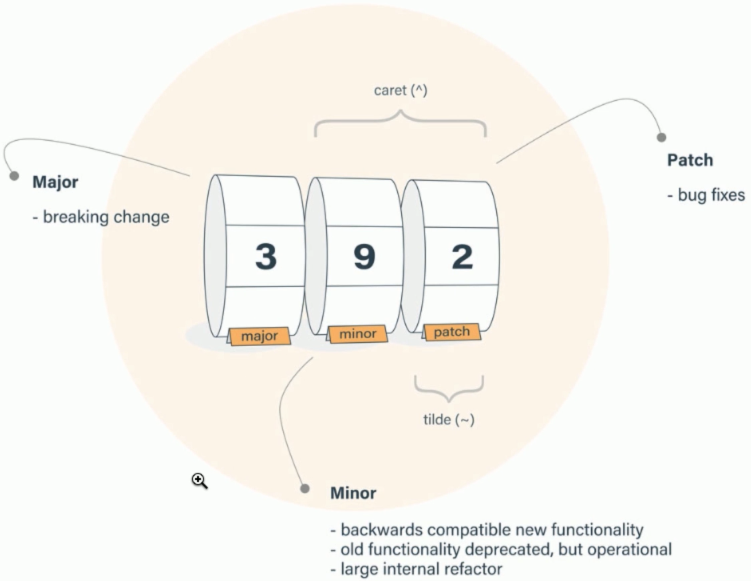 caret (^)
Patch
- bug fixes
Major
- breaking change
3 9 2
major minor patch
tilde (~)
Minor
- backwards compatible new functionality
- old functionality deprecated, but operational
- large internal refactor